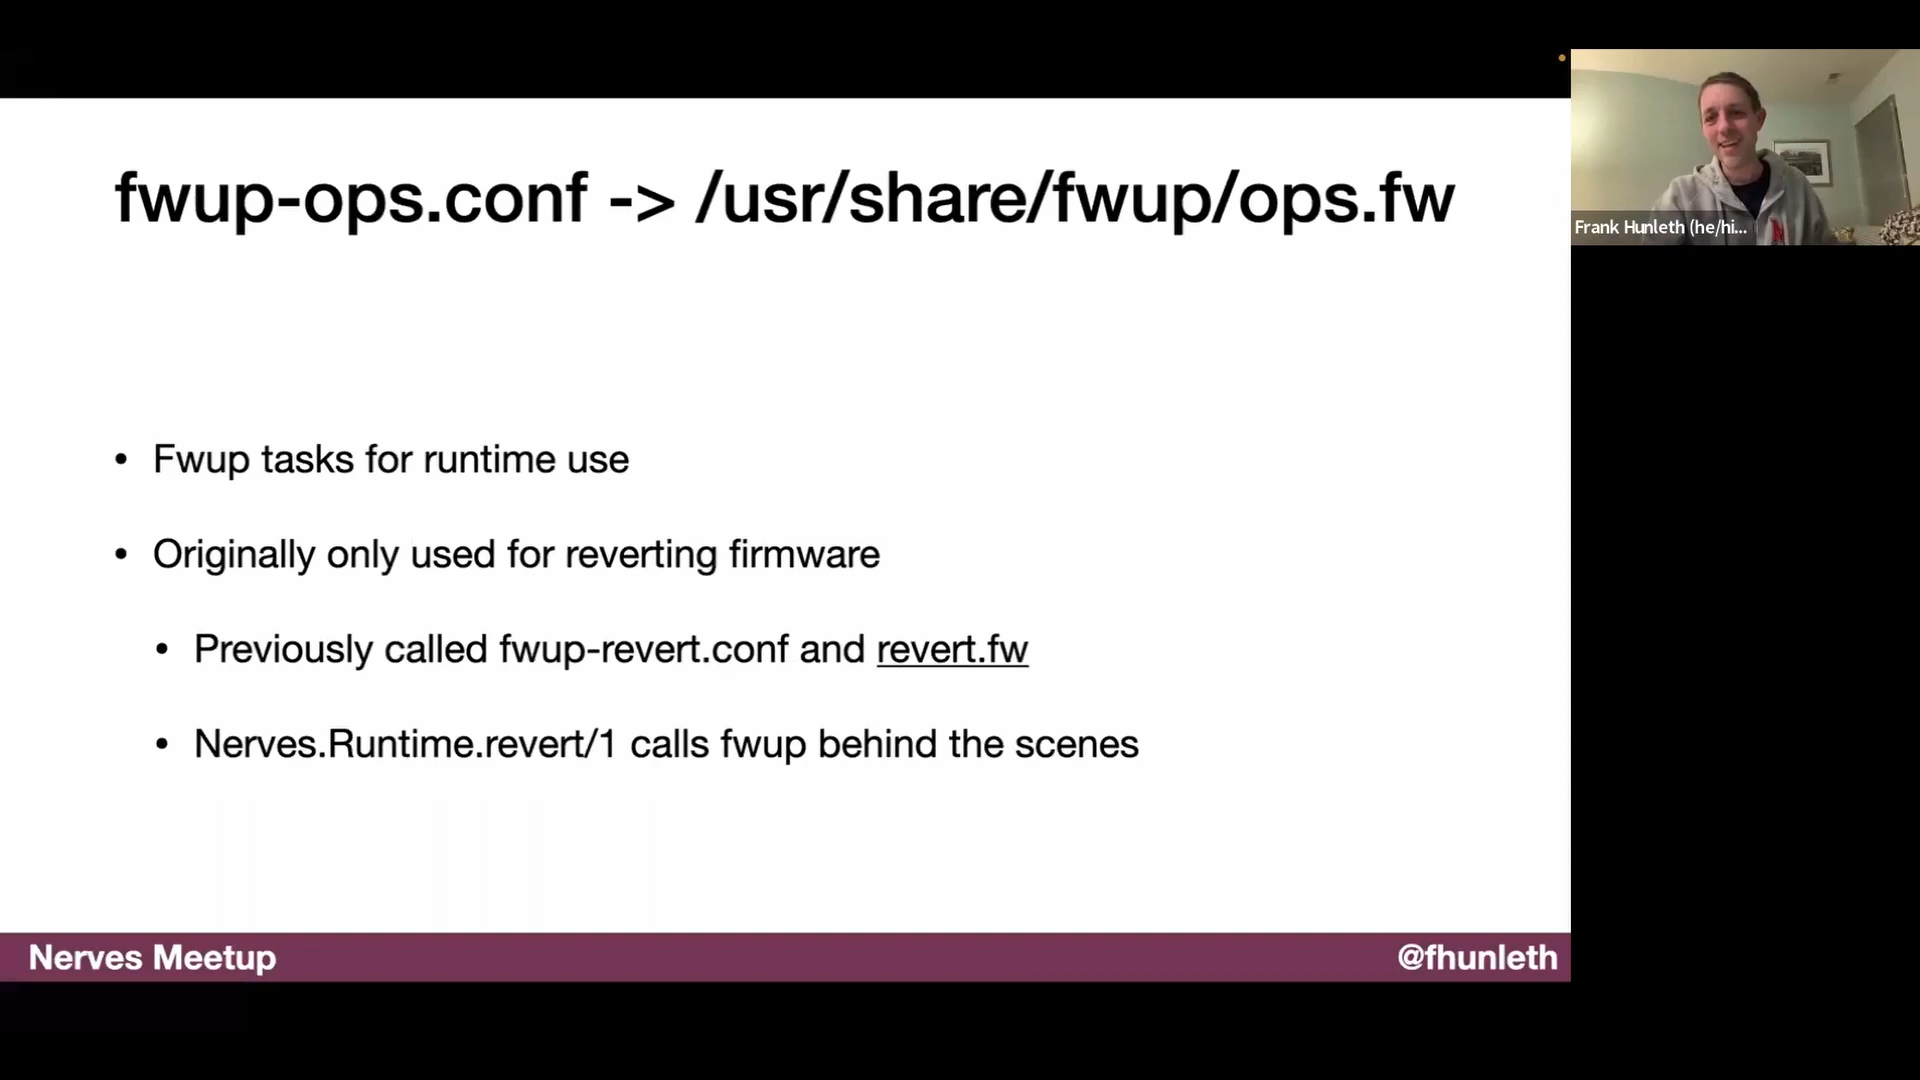 fwup-ops.conf -> /usr/share/fwup/ops.fw
Frank Hunleth (he/hi...
• Fwup tasks for runtime use
• Originally only used for reverting firmware
• Previously called fwup-revert.conf and revert.fw
• Nerves.Runtime.revert/1 calls fwup behind the scenes
Nerves Meetup
@fhunleth